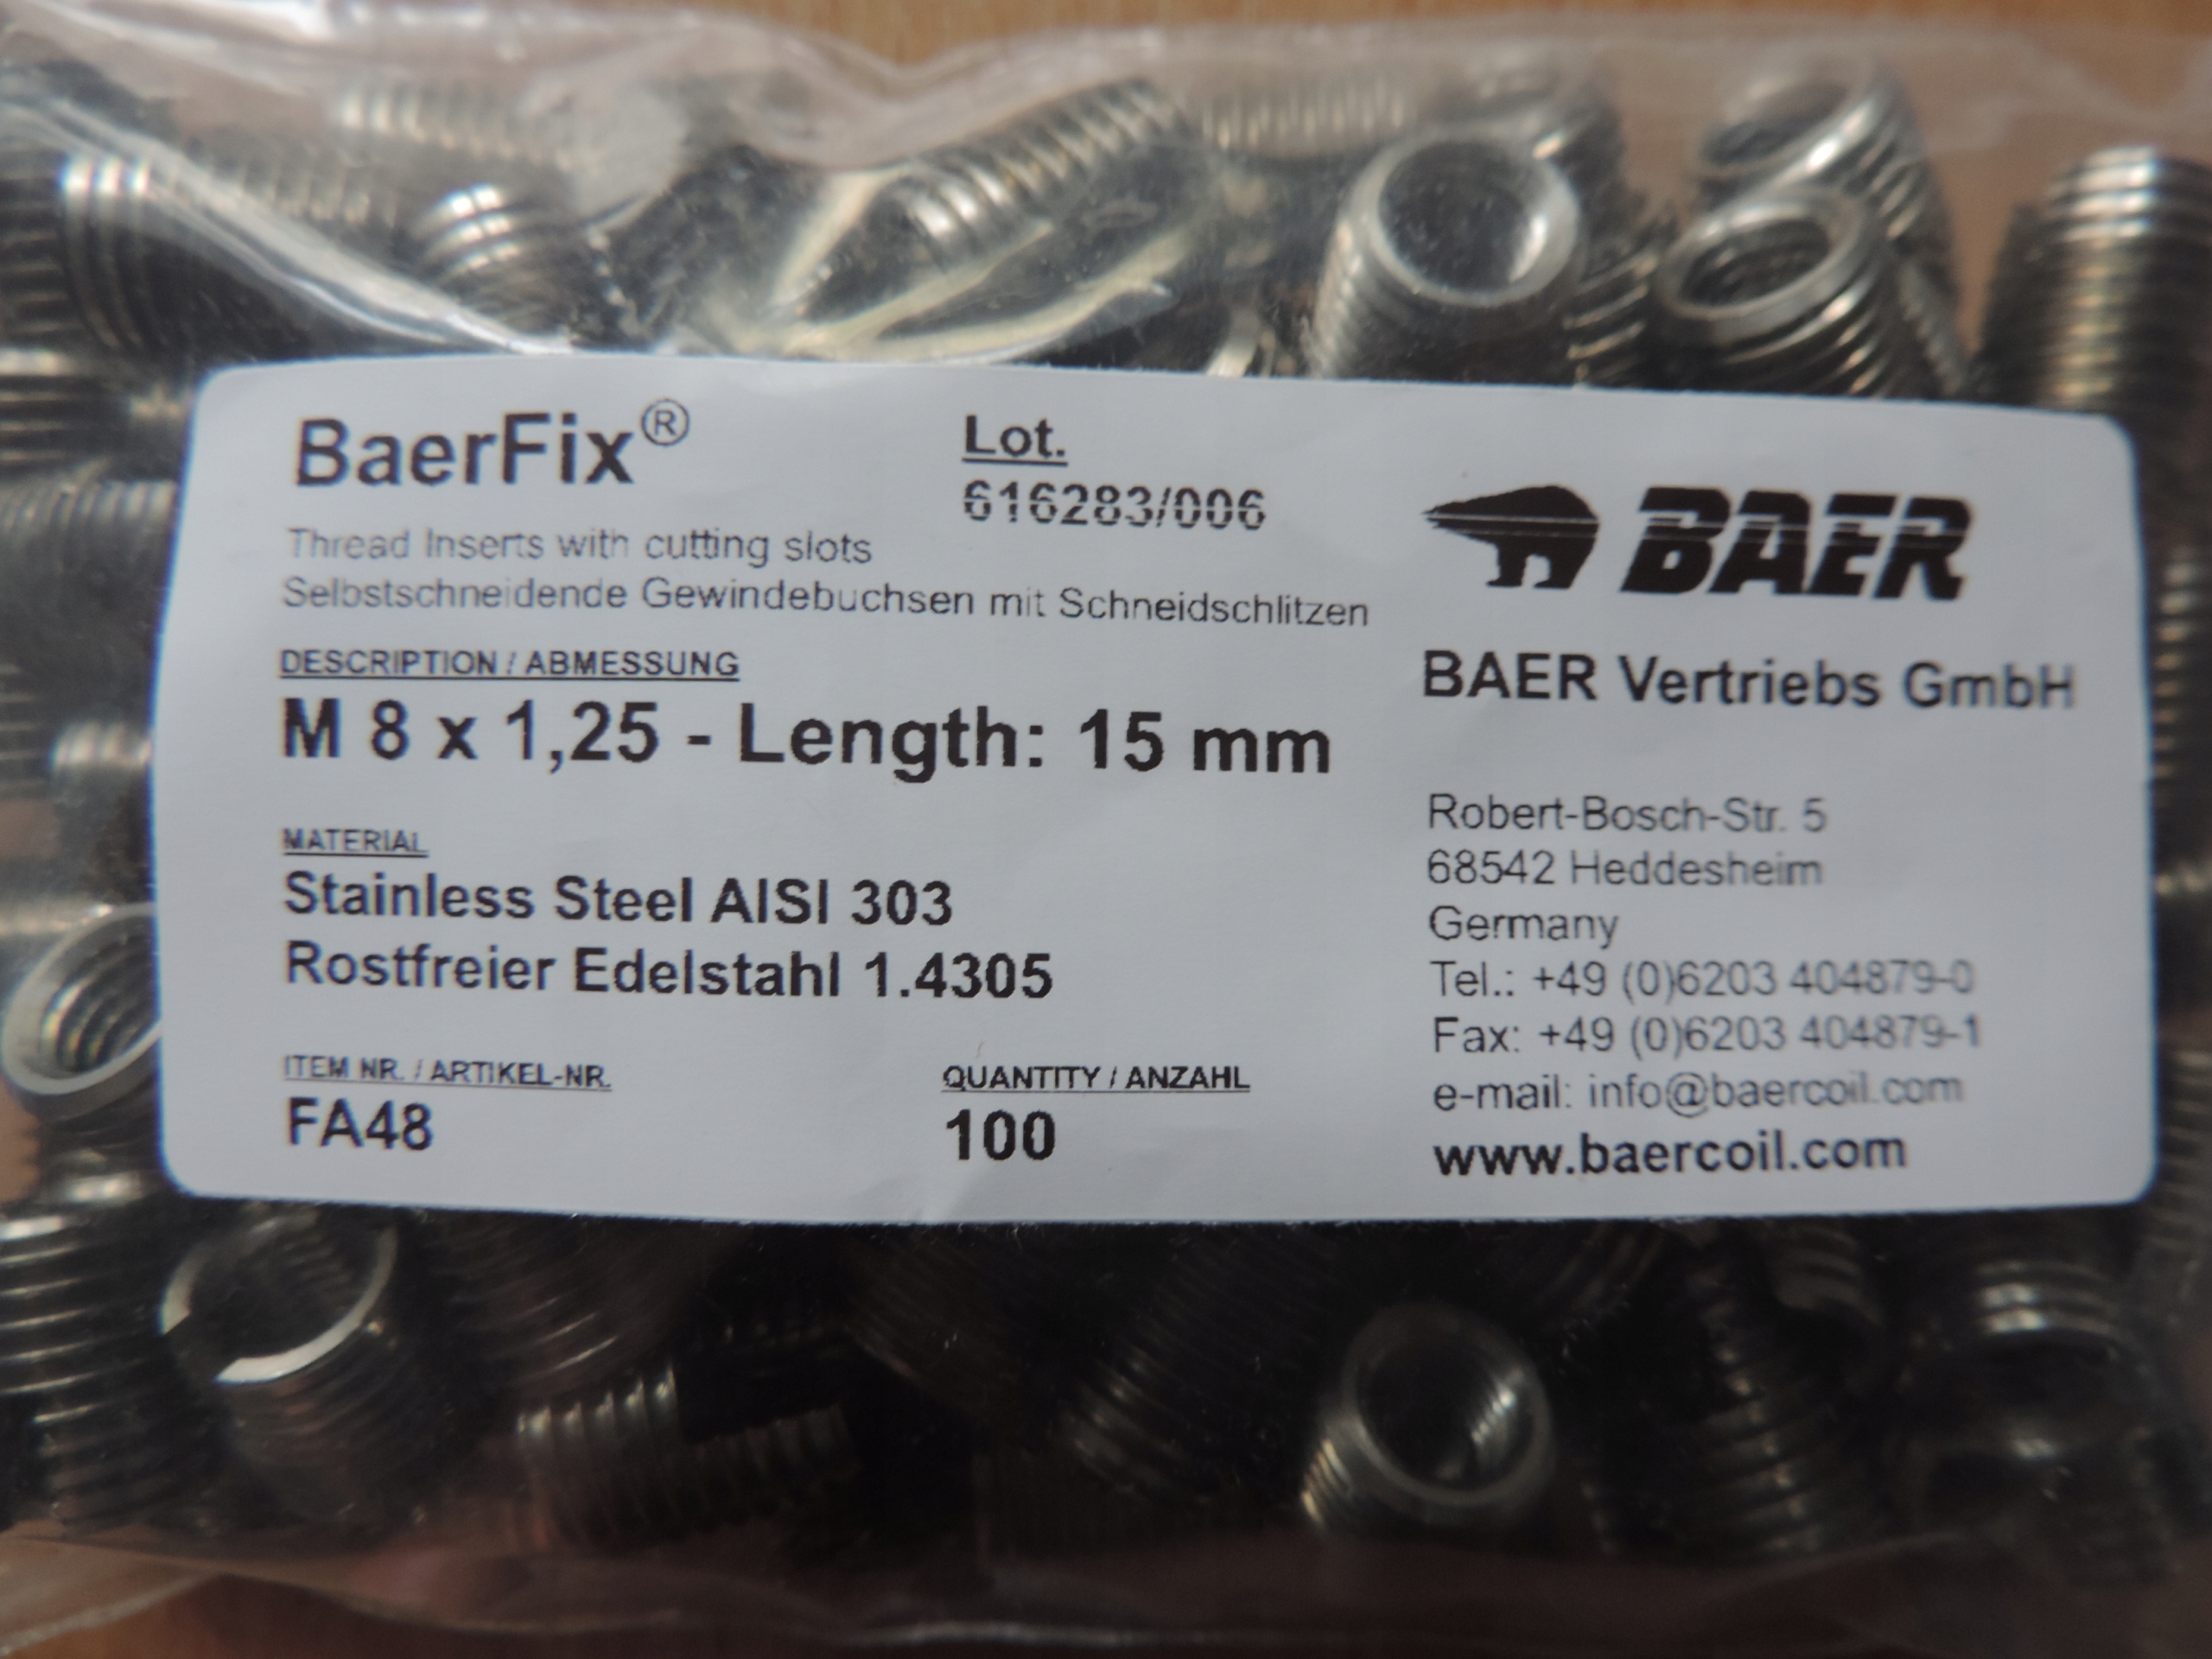 BaerFix®
Thread Inserts with cutting slots
Selbstschneidende Gewindebuchsen mit Schneidschlitzen
Lot.
616283/006
DESCRIPTION / ABMESSUNG
M 8 x 1,25 - Length: 15 mm
MATERIAL
Stainless Steel AISI 303
Rostfreier Edelstahl 1.4305
ITEM NR. / ARTIKEL-NR.
FA48
QUANTITY / ANZAHL
100
BAER
BAER Vertriebs GmbH
Robert-Bosch-Str. 5
68542 Heddesheim
Germany
Tel.: +49 (0)6203 404879-0
Fax: +49 (0)6203 404879-1
e-mail: info@baercoil.com
www.baercoil.com